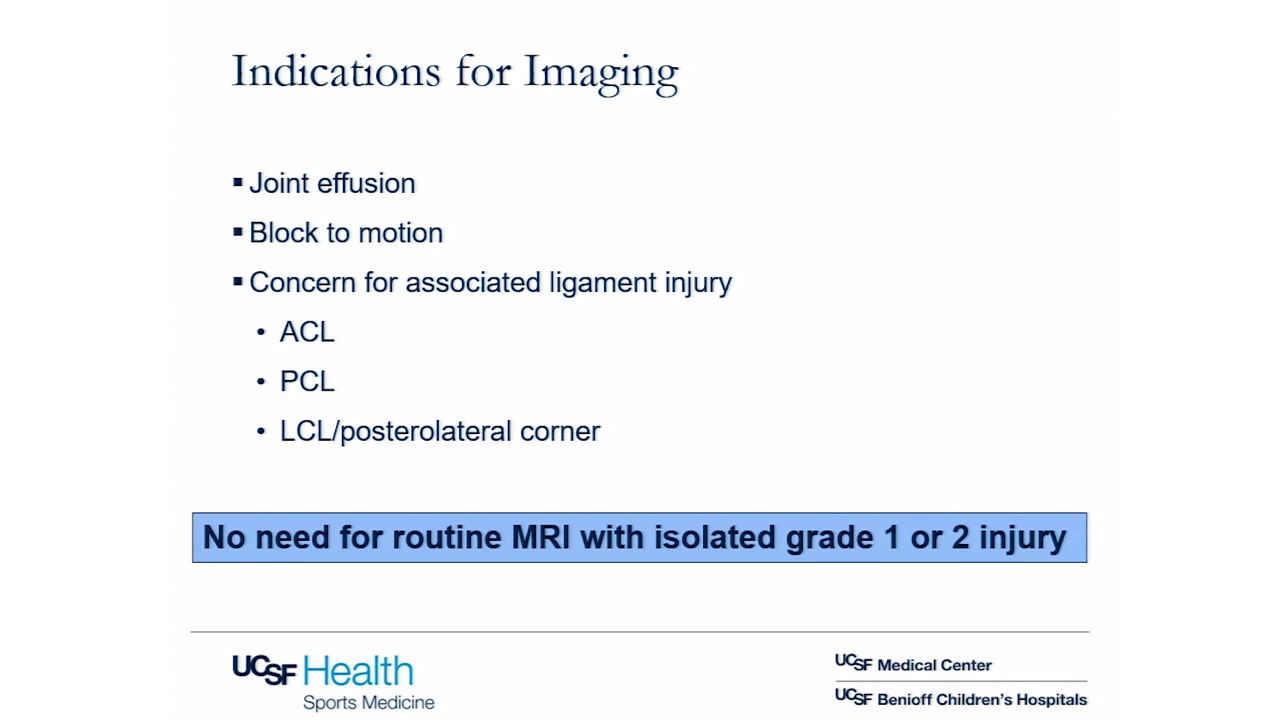 Indications for Imaging
▪ Joint effusion
▪ Block to motion
▪ Concern for associated ligament injury
• ACL
• PCL
• LCL/posterolateral corner
No need for routine MRI with isolated grade 1 or 2 injury
UCSF Health
Sports Medicine
UCSF Medical Center
UCSF Benioff Children's Hospitals